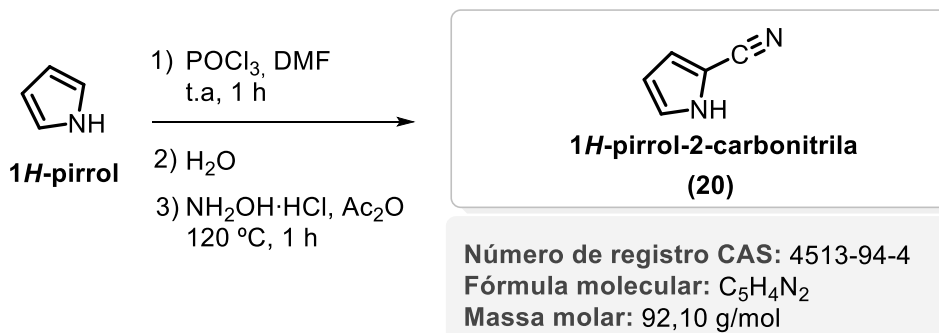 1) POCl₃, DMF
t.a, 1 h
NH
1H-pirrol
2) H₂O
3) NH₂OH·HCl, Ac₂O
120 ºC, 1 h
C≡N
NH
1H-pirrol-2-carbonitrila
(20)
Número de registro CAS: 4513-94-4
Fórmula molecular: C₅H₄N₂
Massa molar: 92,10 g/mol